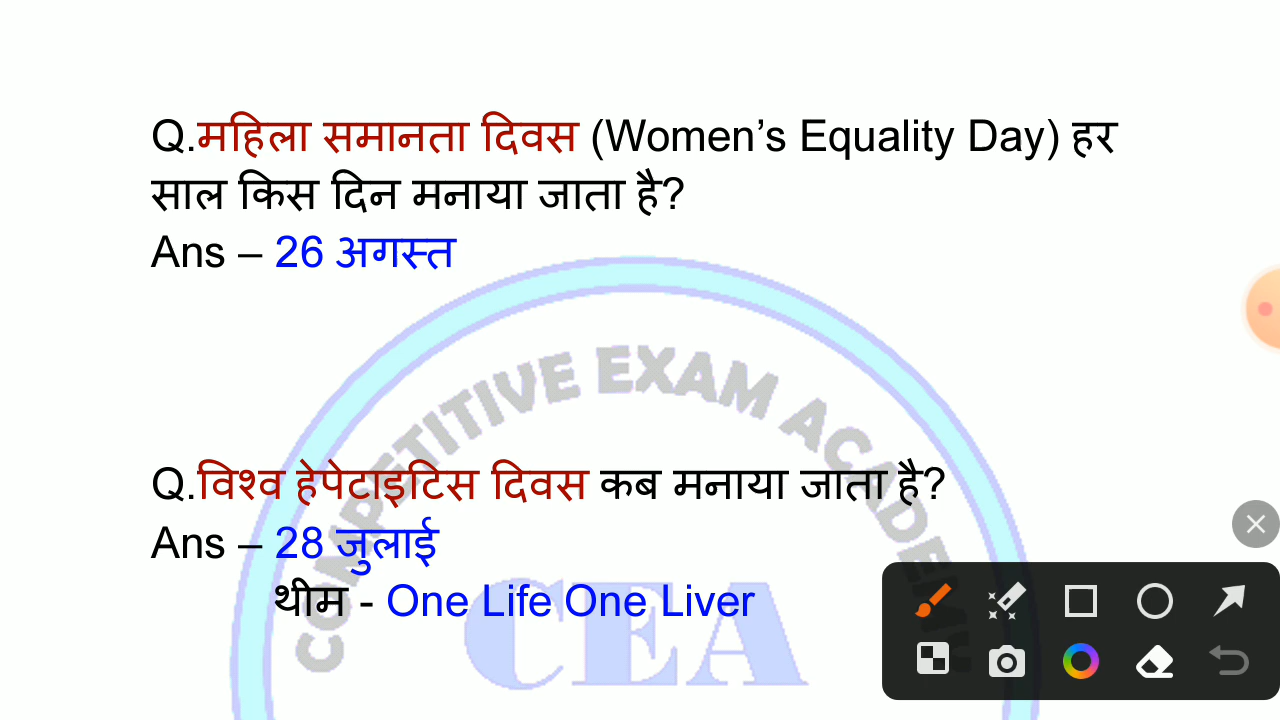 Q.महिला समानता दिवस (Women’s Equality Day) हर
साल किस दिन मनाया जाता है?
Ans – 26 अगस्त
COMPETITIVE EXAM ACADEMY
Q.विश्व हेपेटाइटिस दिवस कब मनाया जाता है?
Ans – 28 जुलाई
थीम - One Life One Liver
CEA